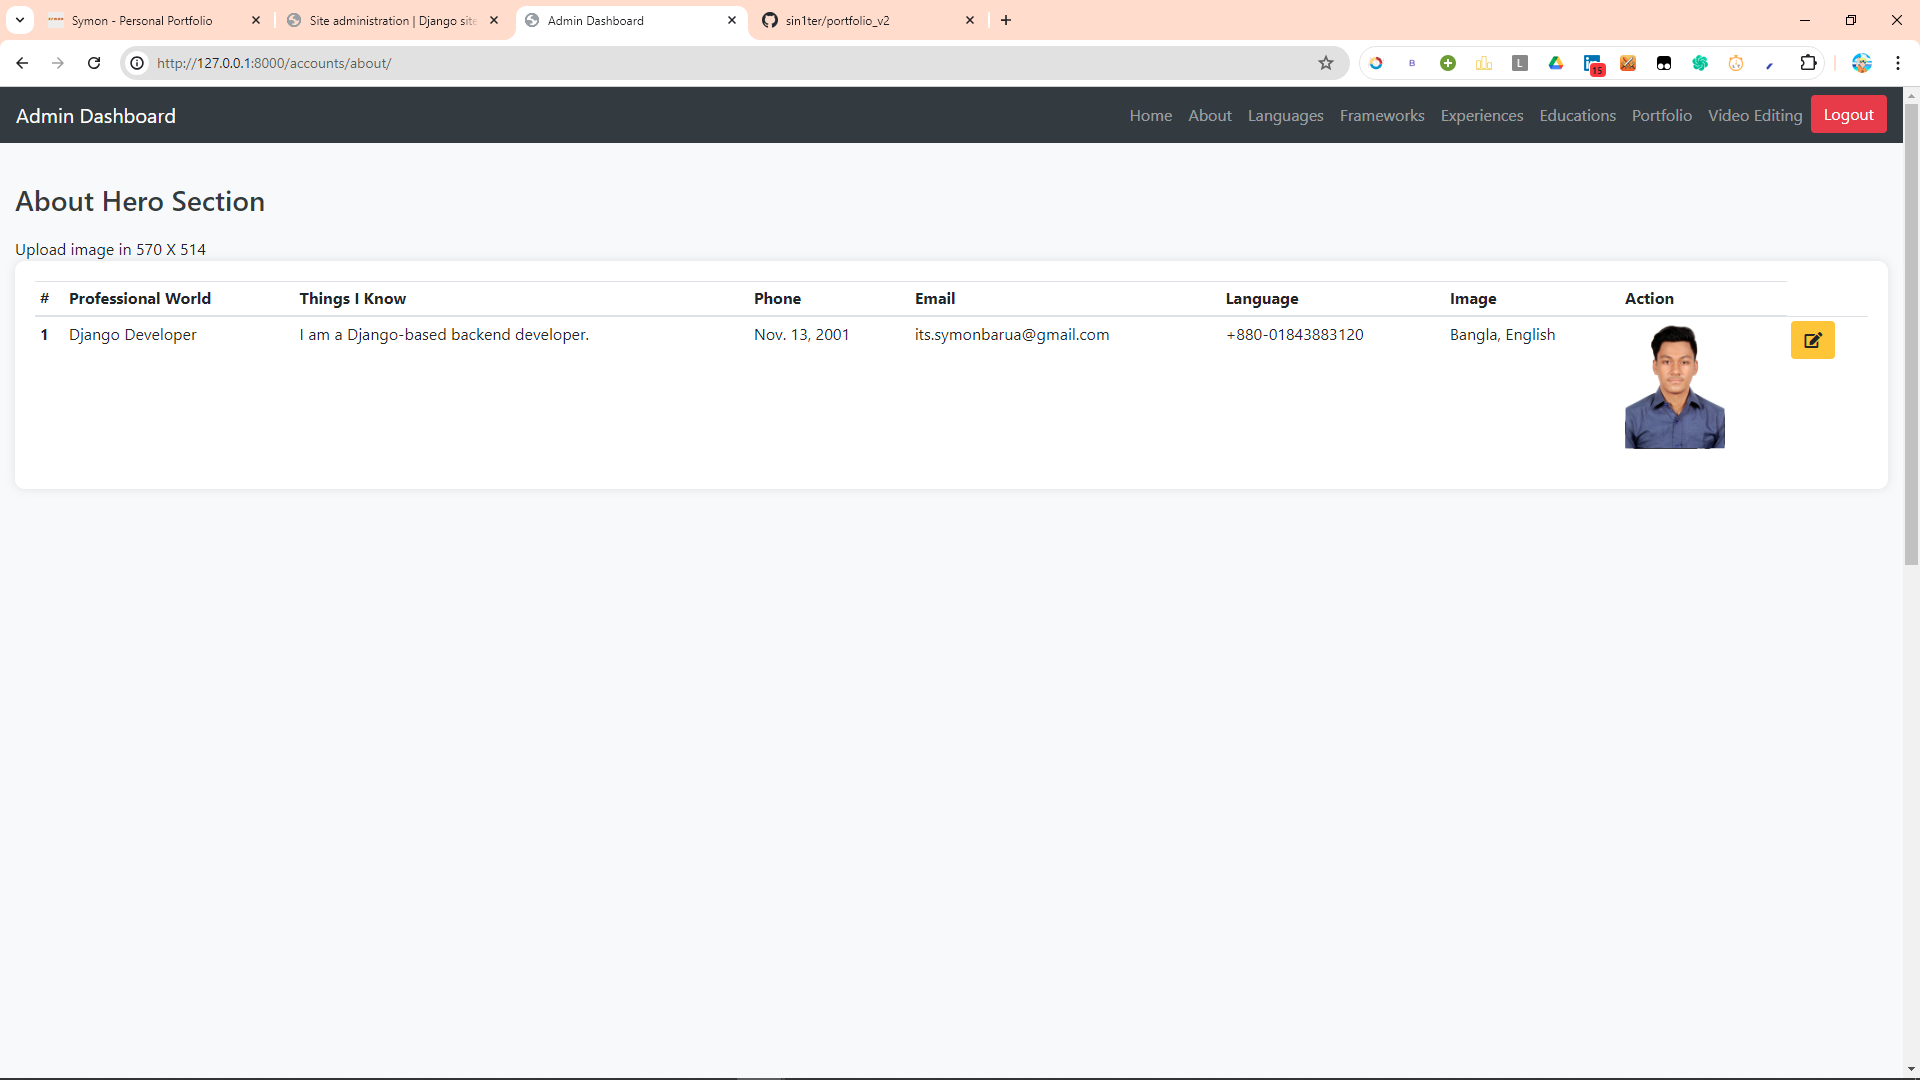 Symon - Personal Portfolio
Site administration | Django site
Admin Dashboard
sin1ter/portfolio_v2
http://127.0.0.1:8000/accounts/about/
B
L
15
Admin Dashboard
Home About Languages Frameworks Experiences Educations Portfolio Video Editing Logout
About Hero Section
Upload image in 570 X 514
# Professional World Things I Know Phone Email Language Image Action
1 Django Developer I am a Django-based backend developer. Nov. 13, 2001 its.symonbarua@gmail.com +880-01843883120 Bangla, English